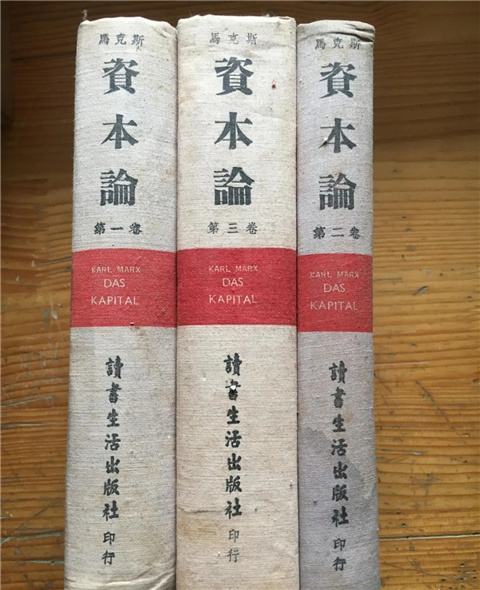 馬克斯
資本論
第一卷
KARL MARX
DAS
KAPITAL
讀書生活出版社
印行
馬克斯
資本論
第三卷
KARL MARX
DAS
KAPITAL
讀書生活出版社
印行
馬克斯
資本論
第二卷
KARL MARX
DAS
KAPITAL
讀書生活出版社
印行